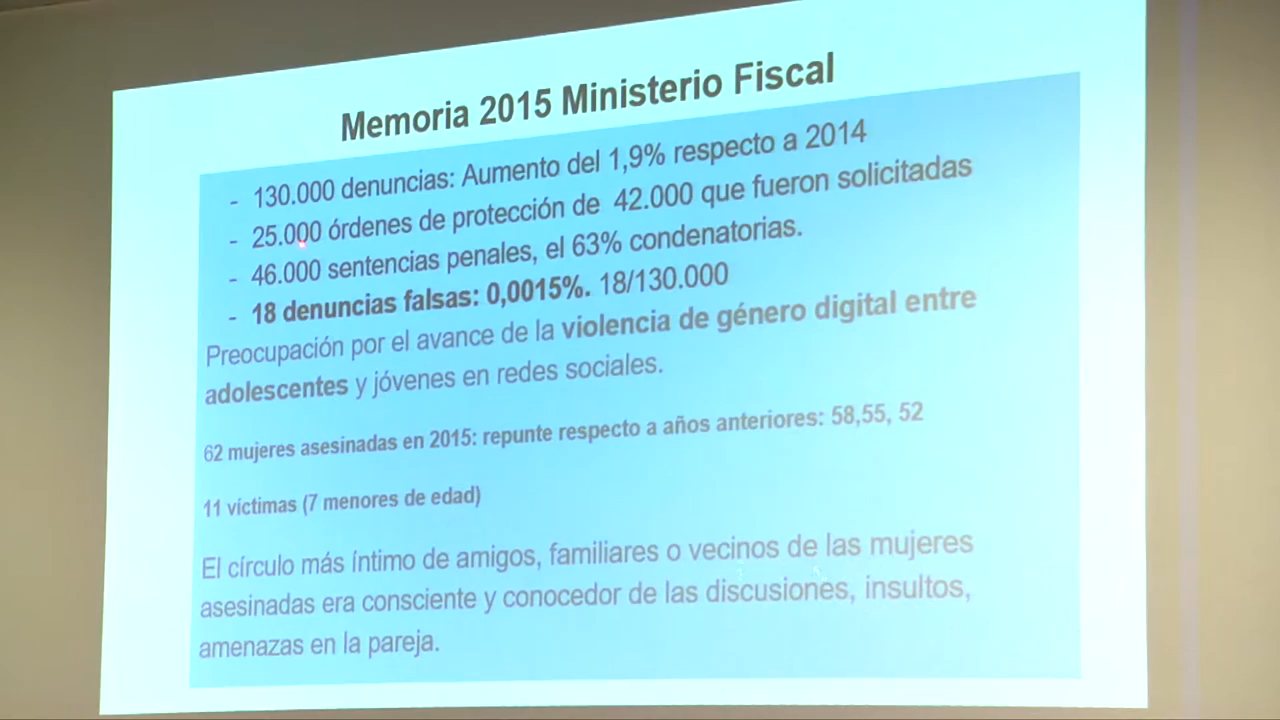 Memoria 2015 Ministerio Fiscal
- 130.000 denuncias: Aumento del 1,9% respecto a 2014
- 25.000 órdenes de protección de 42.000 que fueron solicitadas
- 46.000 sentencias penales, el 63% condenatorias.
- 18 denuncias falsas: 0,0015%. 18/130.000
Preocupación por el avance de la violencia de género digital entre
adolescentes y jóvenes en redes sociales.
62 mujeres asesinadas en 2015: repunte respecto a años anteriores: 58,55, 52
11 víctimas (7 menores de edad)
El círculo más íntimo de amigos, familiares o vecinos de las mujeres
asesinadas era consciente y conocedor de las discusiones, insultos,
amenazas en la pareja.